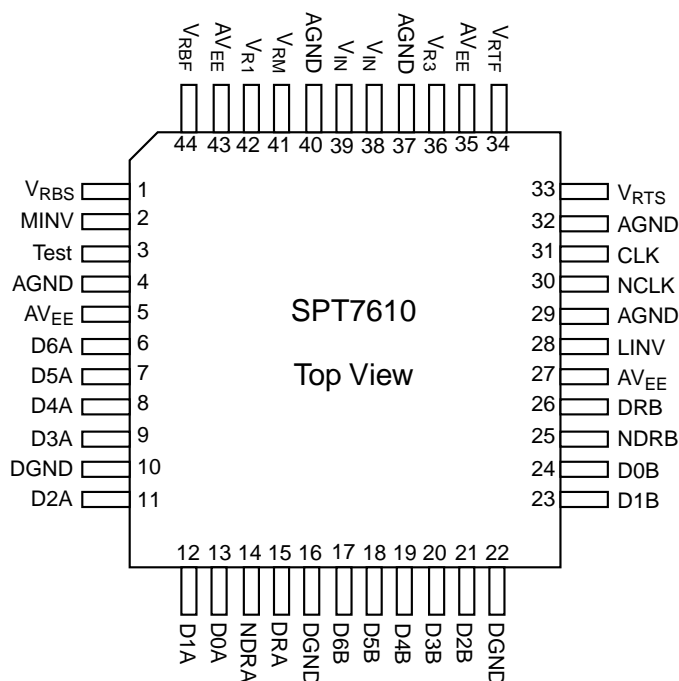 VRBF AVEE VR1 VRM AGND VIN VIN AGND VR3 AVEE VRTF
44 43 42 41 40 39 38 37 36 35 34
VRBS 1
MINV 2
Test 3
AGND 4
AVEE 5
D6A 6
D5A 7
D4A 8
D3A 9
DGND 10
D2A 11
SPT7610
Top View
33 VRTS
32 AGND
31 CLK
30 NCLK
29 AGND
28 LINV
27 AVEE
26 DRB
25 NDRB
24 D0B
23 D1B
12 13 14 15 16 17 18 19 20 21 22
D1A D0A NDRA DRA DGND D6B D5B D4B D3B D2B DGND